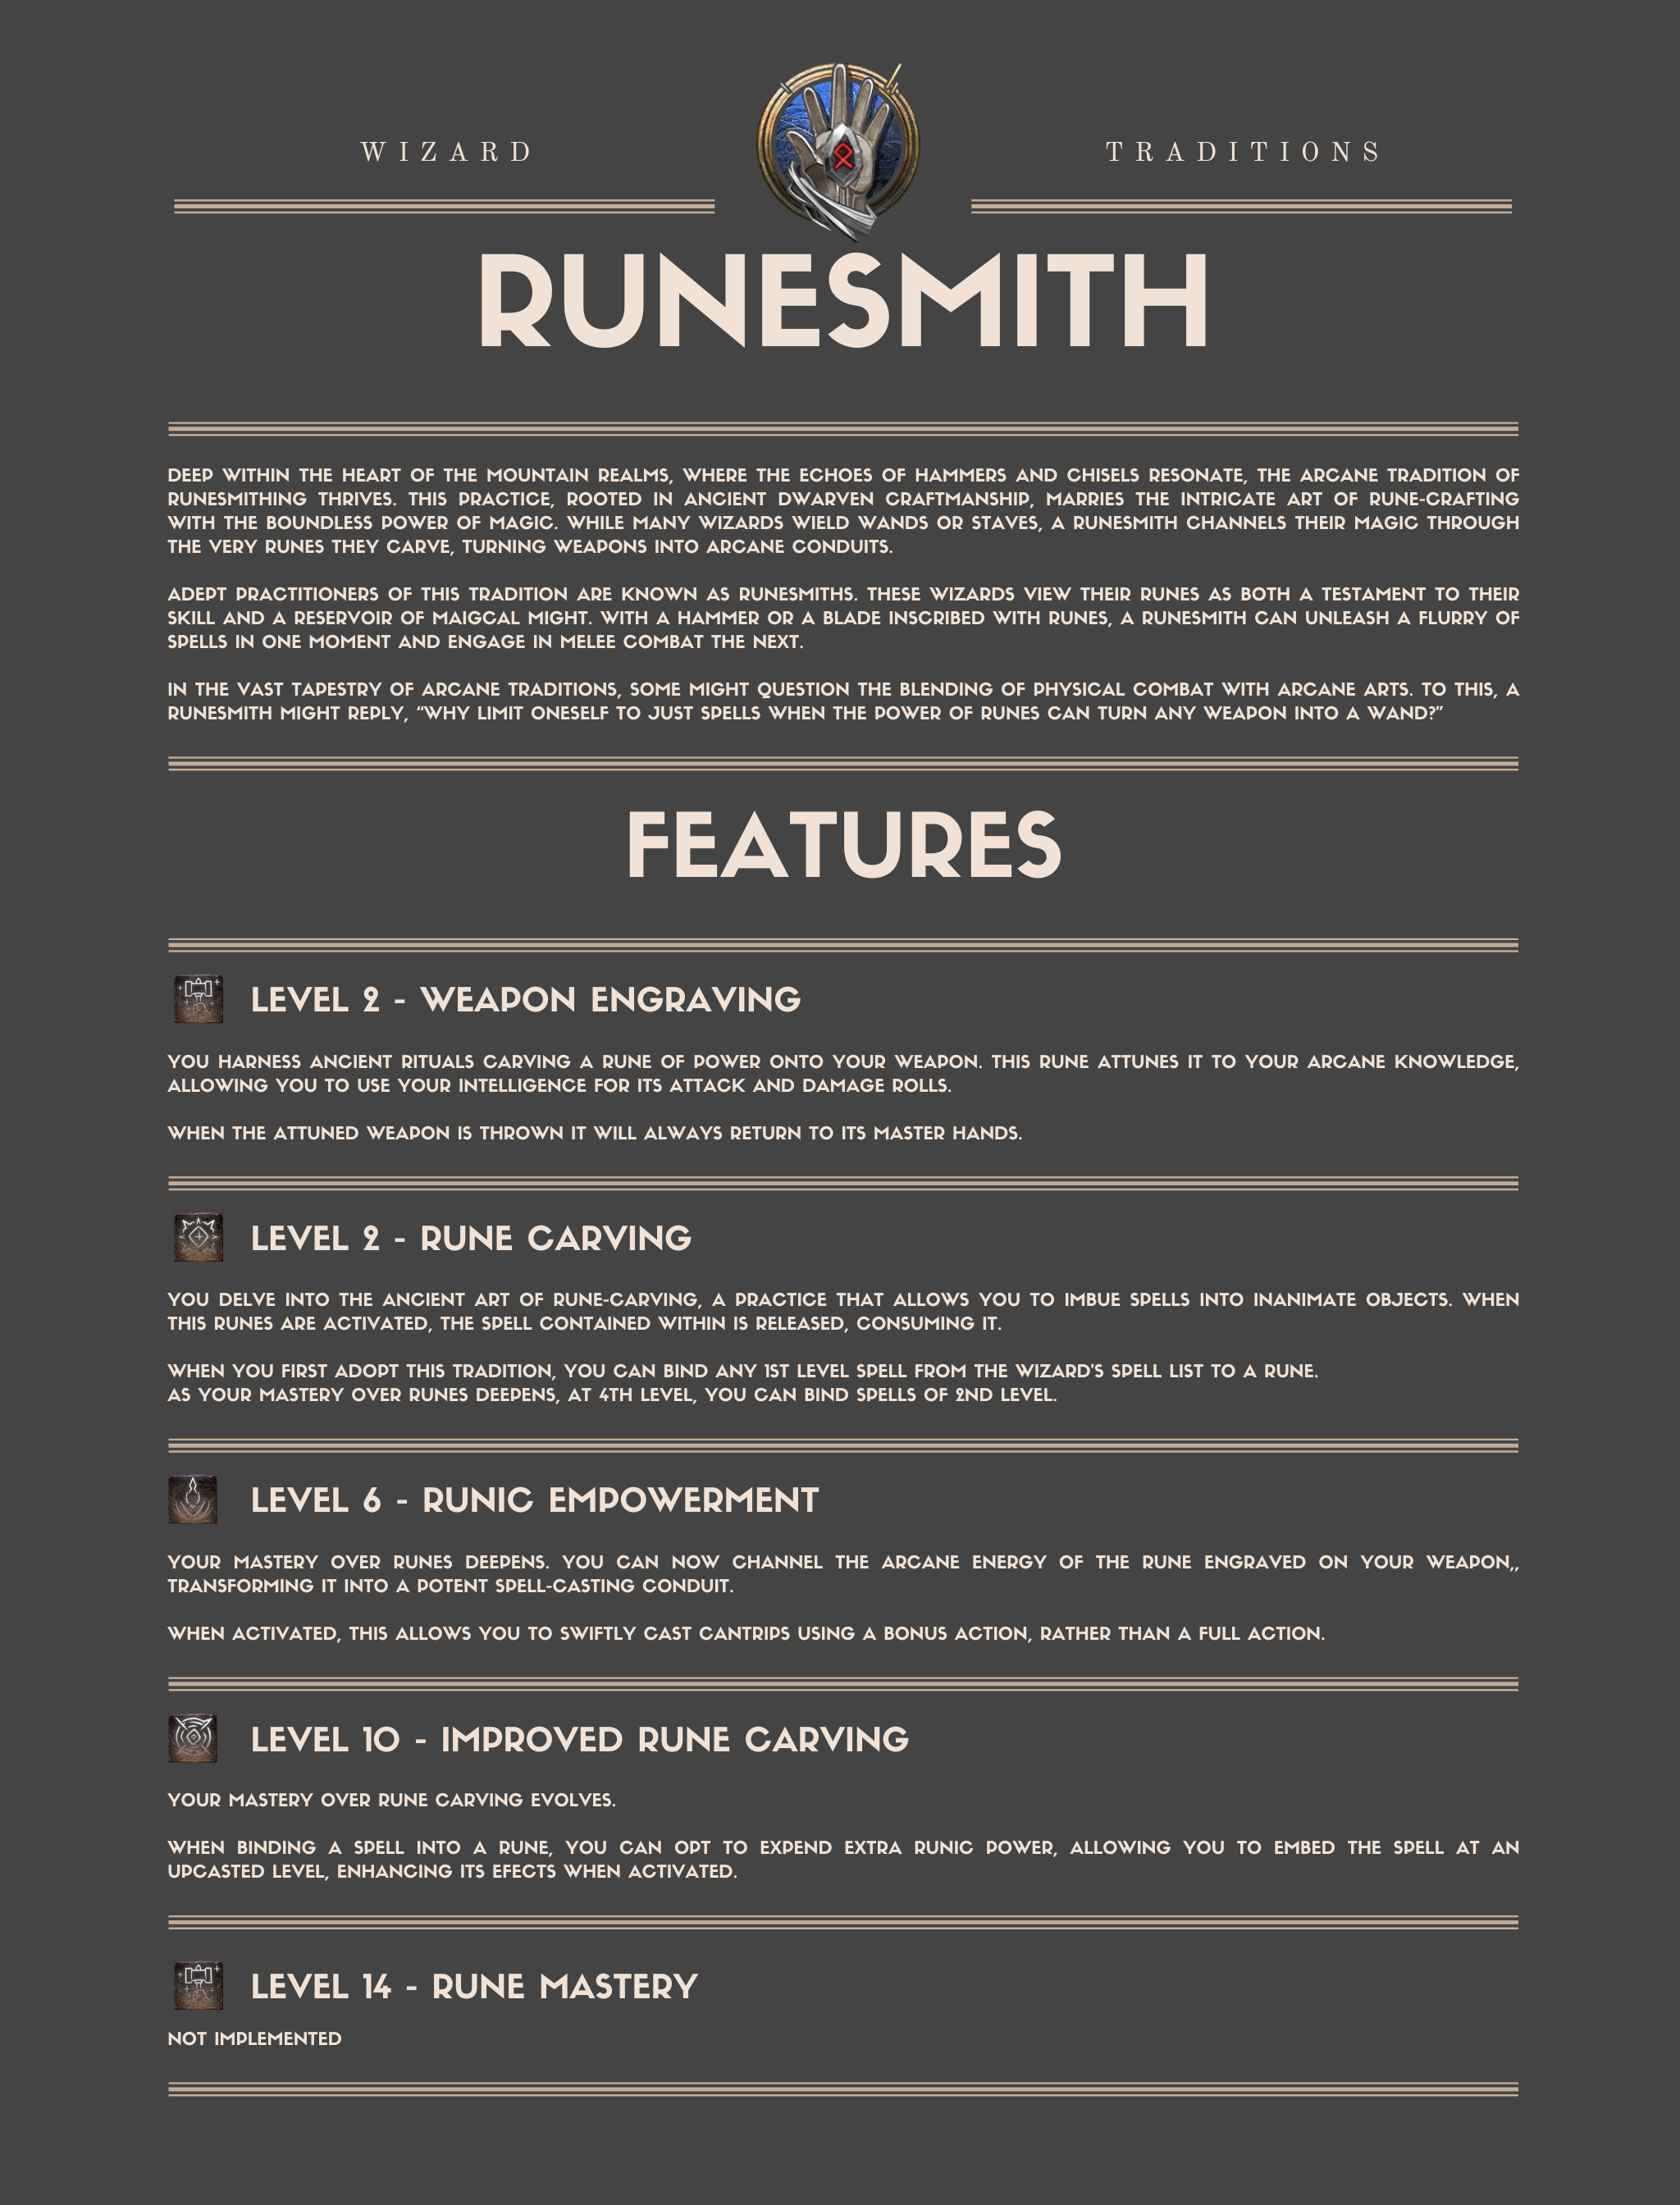 WIZARD
TRADITIONS
RUNESMITH
DEEP WITHIN THE HEART OF THE MOUNTAIN REALMS, WHERE THE ECHOES OF HAMMERS AND CHISELS RESONATE, THE ARCANE TRADITION OF
RUNESMITHING THRIVES. THIS PRACTICE, ROOTED IN ANCIENT DWARVEN CRAFTMANSHIP, MARRIES THE INTRICATE ART OF RUNE-CRAFTING
WITH THE BOUNDLESS POWER OF MAGIC. WHILE MANY WIZARDS WIELD WANDS OR STAVES, A RUNESMITH CHANNELS THEIR MAGIC THROUGH
THE VERY RUNES THEY CARVE, TURNING WEAPONS INTO ARCANE CONDUITS.
ADEPT PRACTITIONERS OF THIS TRADITION ARE KNOWN AS RUNESMITHS. THESE WIZARDS VIEW THEIR RUNES AS BOTH A TESTAMENT TO THEIR
SKILL AND A RESERVOIR OF MAIGCAL MIGHT. WITH A HAMMER OR A BLADE INSCRIBED WITH RUNES, A RUNESMITH CAN UNLEASH A FLURRY OF
SPELLS IN ONE MOMENT AND ENGAGE IN MELEE COMBAT THE NEXT.
IN THE VAST TAPESTRY OF ARCANE TRADITIONS, SOME MIGHT QUESTION THE BLENDING OF PHYSICAL COMBAT WITH ARCANE ARTS. TO THIS, A
RUNESMITH MIGHT REPLY, “WHY LIMIT ONESELF TO JUST SPELLS WHEN THE POWER OF RUNES CAN TURN ANY WEAPON INTO A WAND?”
FEATURES
LEVEL 2 - WEAPON ENGRAVING
YOU HARNESS ANCIENT RITUALS CARVING A RUNE OF POWER ONTO YOUR WEAPON. THIS RUNE ATTUNES IT TO YOUR ARCANE KNOWLEDGE,
ALLOWING YOU TO USE YOUR INTELLIGENCE FOR ITS ATTACK AND DAMAGE ROLLS.
WHEN THE ATTUNED WEAPON IS THROWN IT WILL ALWAYS RETURN TO ITS MASTER HANDS.
LEVEL 2 - RUNE CARVING
YOU DELVE INTO THE ANCIENT ART OF RUNE-CARVING, A PRACTICE THAT ALLOWS YOU TO IMBUE SPELLS INTO INANIMATE OBJECTS. WHEN
THIS RUNES ARE ACTIVATED, THE SPELL CONTAINED WITHIN IS RELEASED, CONSUMING IT.
WHEN YOU FIRST ADOPT THIS TRADITION, YOU CAN BIND ANY 1ST LEVEL SPELL FROM THE WIZARD'S SPELL LIST TO A RUNE.
AS YOUR MASTERY OVER RUNES DEEPENS, AT 4TH LEVEL, YOU CAN BIND SPELLS OF 2ND LEVEL.
LEVEL 6 - RUNIC EMPOWERMENT
YOUR MASTERY OVER RUNES DEEPENS. YOU CAN NOW CHANNEL THE ARCANE ENERGY OF THE RUNE ENGRAVED ON YOUR WEAPON,,
TRANSFORMING IT INTO A POTENT SPELL-CASTING CONDUIT.
WHEN ACTIVATED, THIS ALLOWS YOU TO SWIFTLY CAST CANTRIPS USING A BONUS ACTION, RATHER THAN A FULL ACTION.
LEVEL 10 - IMPROVED RUNE CARVING
YOUR MASTERY OVER RUNE CARVING EVOLVES.
WHEN BINDING A SPELL INTO A RUNE, YOU CAN OPT TO EXPEND EXTRA RUNIC POWER, ALLOWING YOU TO EMBED THE SPELL AT AN
UPCASTED LEVEL, ENHANCING ITS EFECTS WHEN ACTIVATED.
LEVEL 14 - RUNE MASTERY
NOT IMPLEMENTED